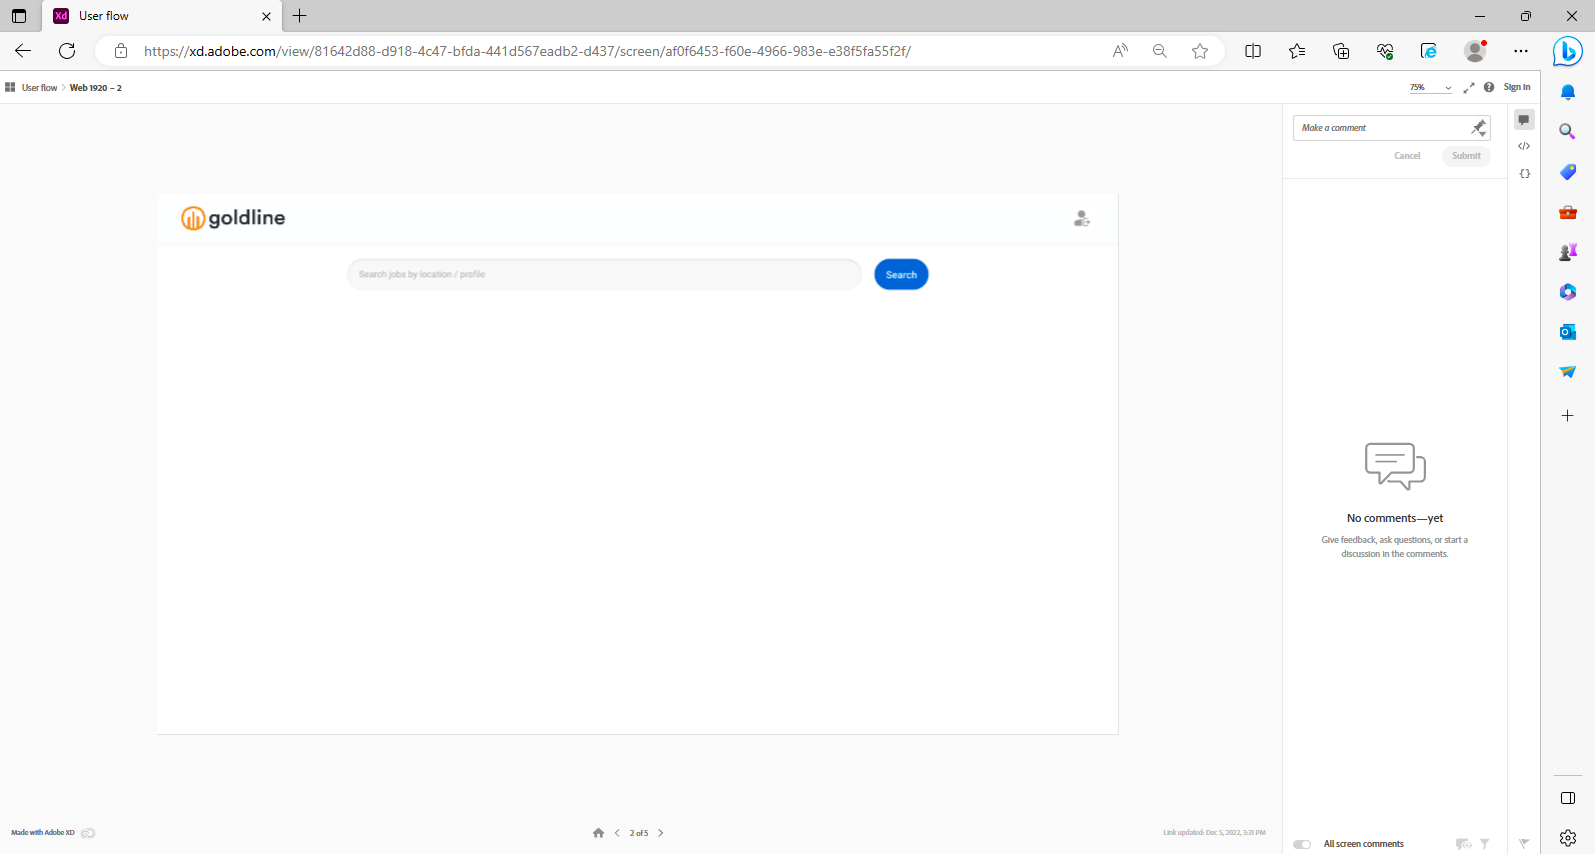 User flow
https://xd.adobe.com/view/81642d88-d918-4c47-bfda-441d567eadb2-d437/screen/af0f6453-f60e-4966-983e-e38f5fa55f2f/
User flow > Web 1920 – 2
75%
Sign in
Make a comment
Cancel
Submit
goldline
Search jobs by location / profile
Search
No comments—yet
Give feedback, ask questions, or start a
discussion in the comments.
Made with Adobe XD
2 of 5
Link updated: Dec 5, 2022, 3:31 PM
All screen comments